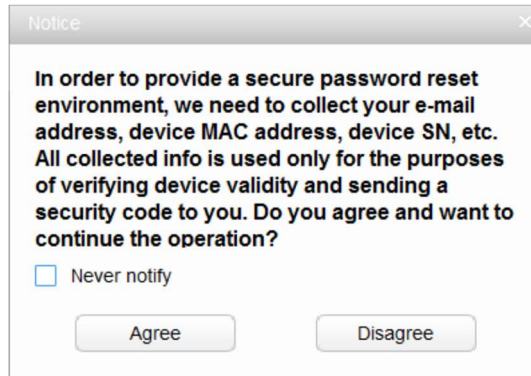 Notice
In order to provide a secure password reset
environment, we need to collect your e-mail
address, device MAC address, device SN, etc.
All collected info is used only for the purposes
of verifying device validity and sending a
security code to you. Do you agree and want to
continue the operation?
Never notify
Agree
Disagree